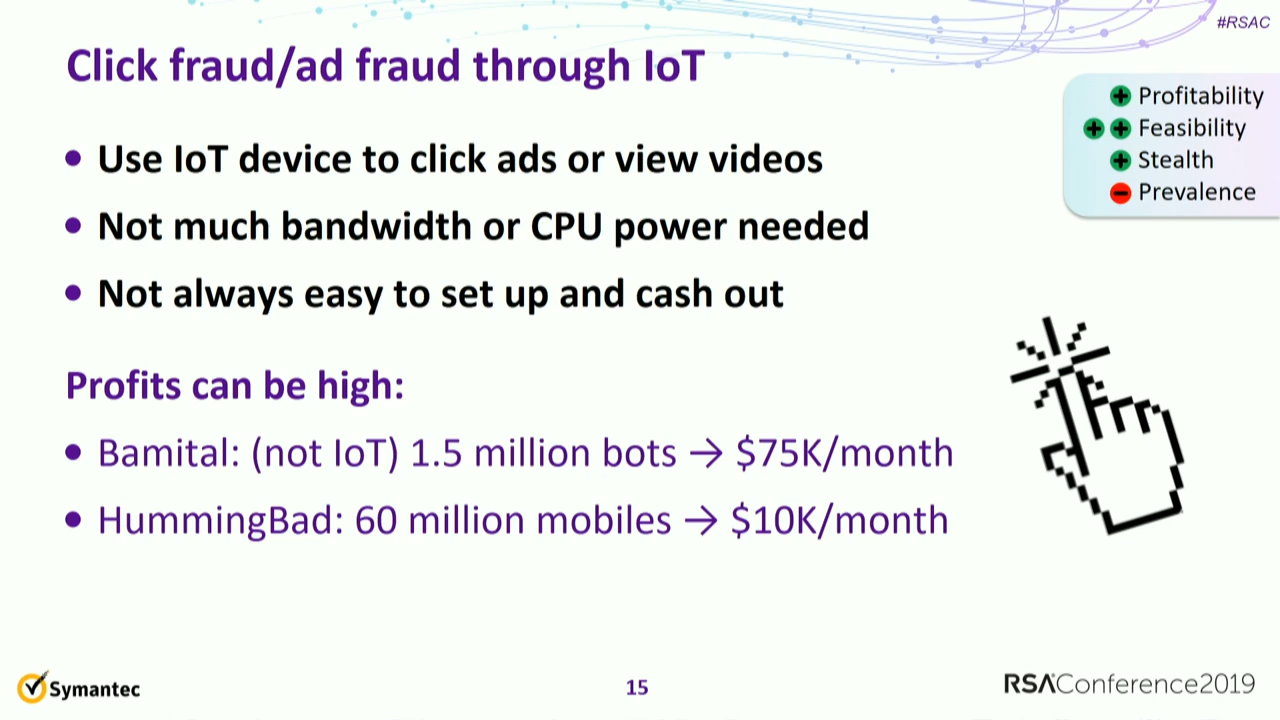 #RSAC
Click fraud/ad fraud through IoT
Profitability
Feasibility
Stealth
Prevalence
• Use IoT device to click ads or view videos
• Not much bandwidth or CPU power needed
• Not always easy to set up and cash out
Profits can be high:
• Bamital: (not IoT) 1.5 million bots → $75K/month
• HummingBad: 60 million mobiles → $10K/month
Symantec
15
RSAConference2019